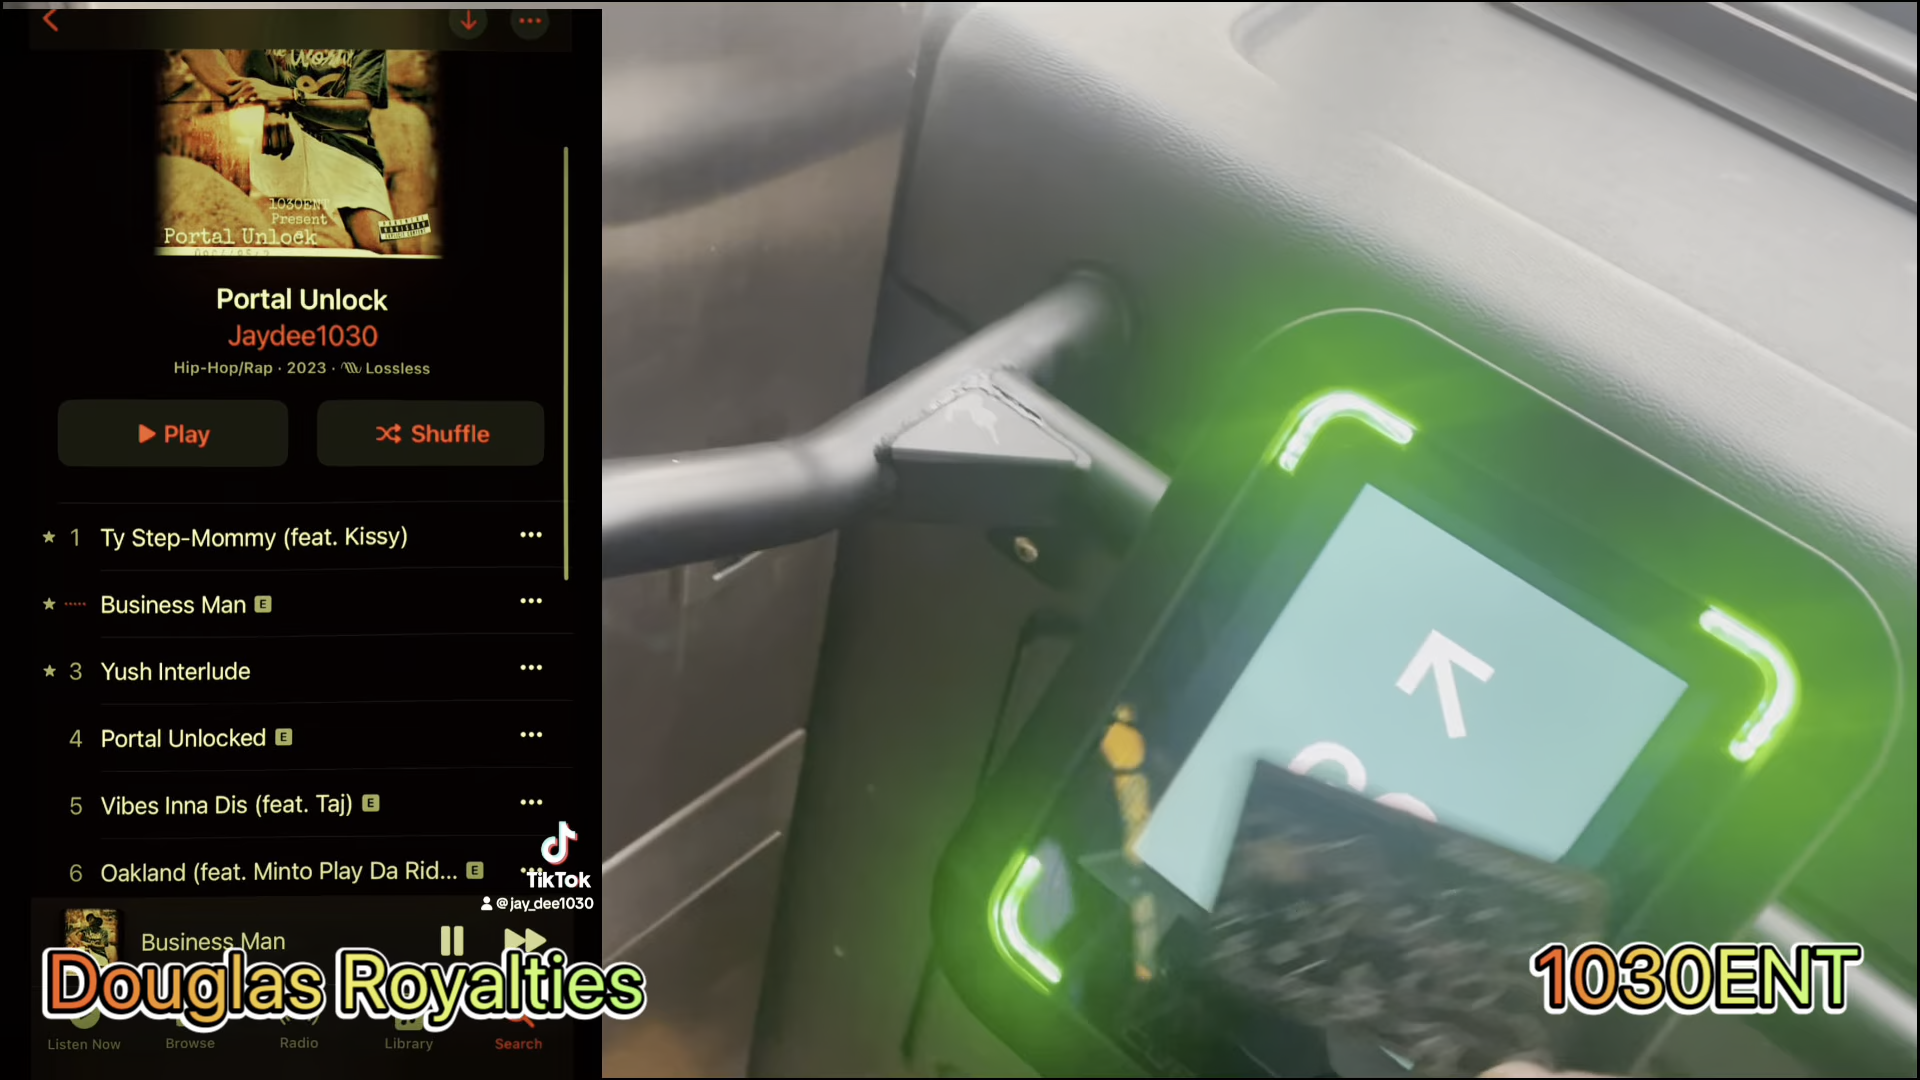 1030ENT
Present
Portal Unlock
Portal Unlock
Jaydee1030
Hip-Hop/Rap · 2023 · Lossless
Play
Shuffle
1 Ty Step-Mommy (feat. Kissy)
Business Man E
3 Yush Interlude
4 Portal Unlocked E
5 Vibes Inna Dis (feat. Taj) E
6 Oakland (feat. Minto Play Da Rid... E
TikTok
@jay_dee1030
Business Man
Douglas Royalties
1030ENT
Listen Now
Browse
Radio
Library
Search
Go